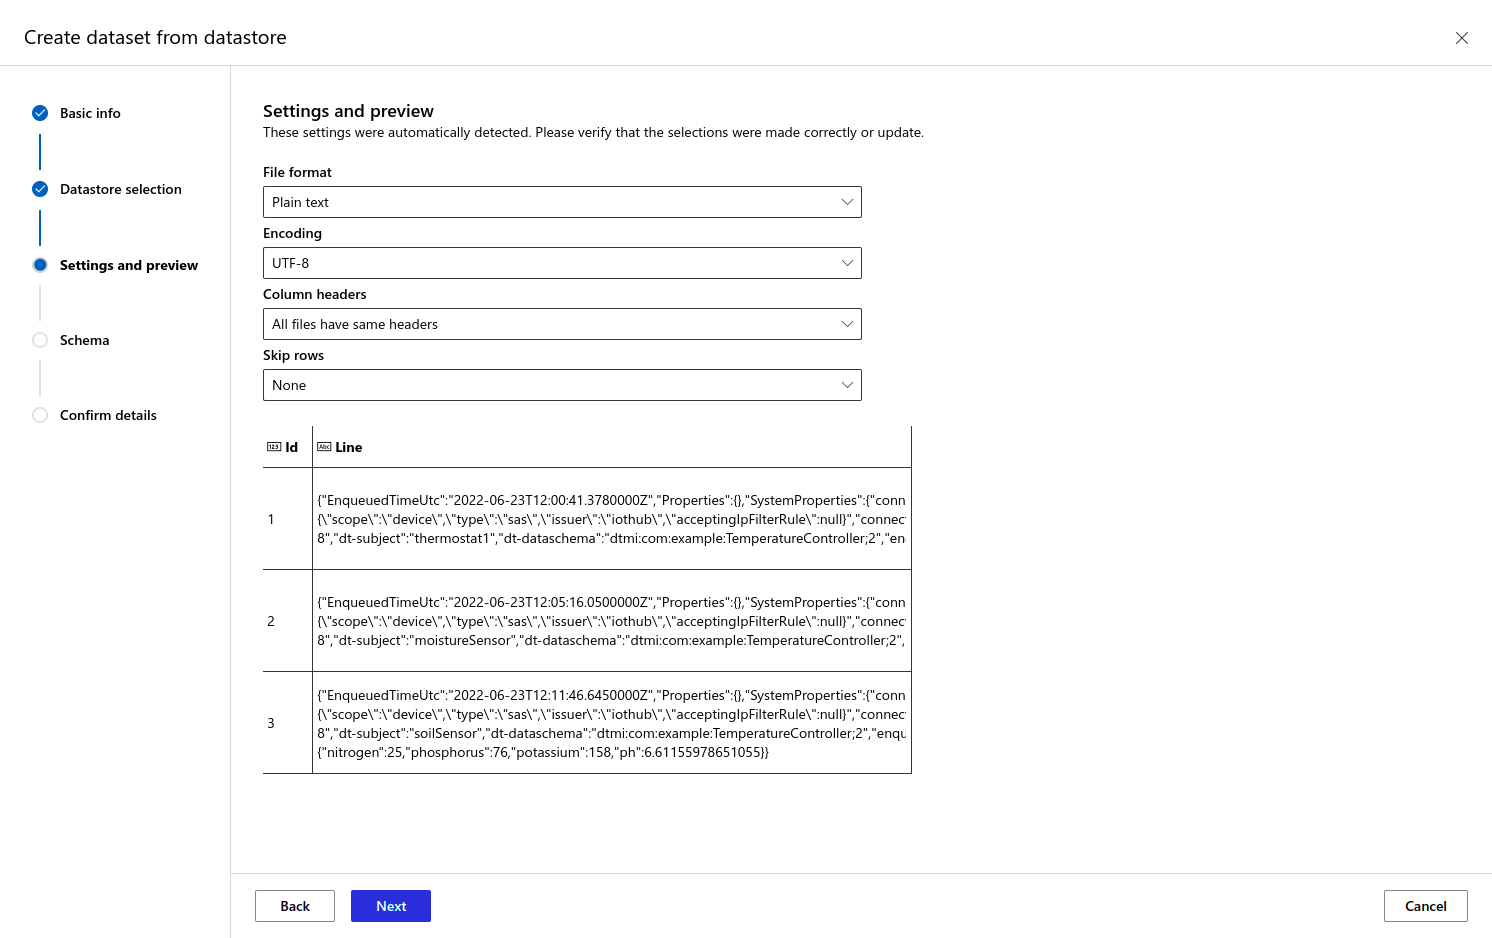 Create dataset from datastore
Basic info
Datastore selection
Settings and preview
Schema
Confirm details
Settings and preview
These settings were automatically detected. Please verify that the selections were made correctly or update.
File format
Plain text
Encoding
UTF-8
Column headers
All files have same headers
Skip rows
None
123 Id Abc Line
1
{"EnqueuedTimeUtc":"2022-06-23T12:00:41.3780000Z","Properties":{},"SystemProperties":{"conn
{\"scope\":\"device\",\"type\":\"sas\",\"issuer\":\"iothub\",\"acceptingIpFilterRule\":null}","connec
8","dt-subject":"thermostat1","dt-dataschema":"dtmi:com:example:TemperatureController;2","en
2
{"EnqueuedTimeUtc":"2022-06-23T12:05:16.0500000Z","Properties":{},"SystemProperties":{"conn
{\"scope\":\"device\",\"type\":\"sas\",\"issuer\":\"iothub\",\"acceptingIpFilterRule\":null}","connec
8","dt-subject":"moistureSensor","dt-dataschema":"dtmi:com:example:TemperatureController;2",
3
{"EnqueuedTimeUtc":"2022-06-23T12:11:46.6450000Z","Properties":{},"SystemProperties":{"conn
{\"scope\":\"device\",\"type\":\"sas\",\"issuer\":\"iothub\",\"acceptingIpFilterRule\":null}","connec
8","dt-subject":"soilSensor","dt-dataschema":"dtmi:com:example:TemperatureController;2","enqu
{"nitrogen":25,"phosphorus":76,"potassium":158,"ph":6.61155978651055}}
Back
Next
Cancel